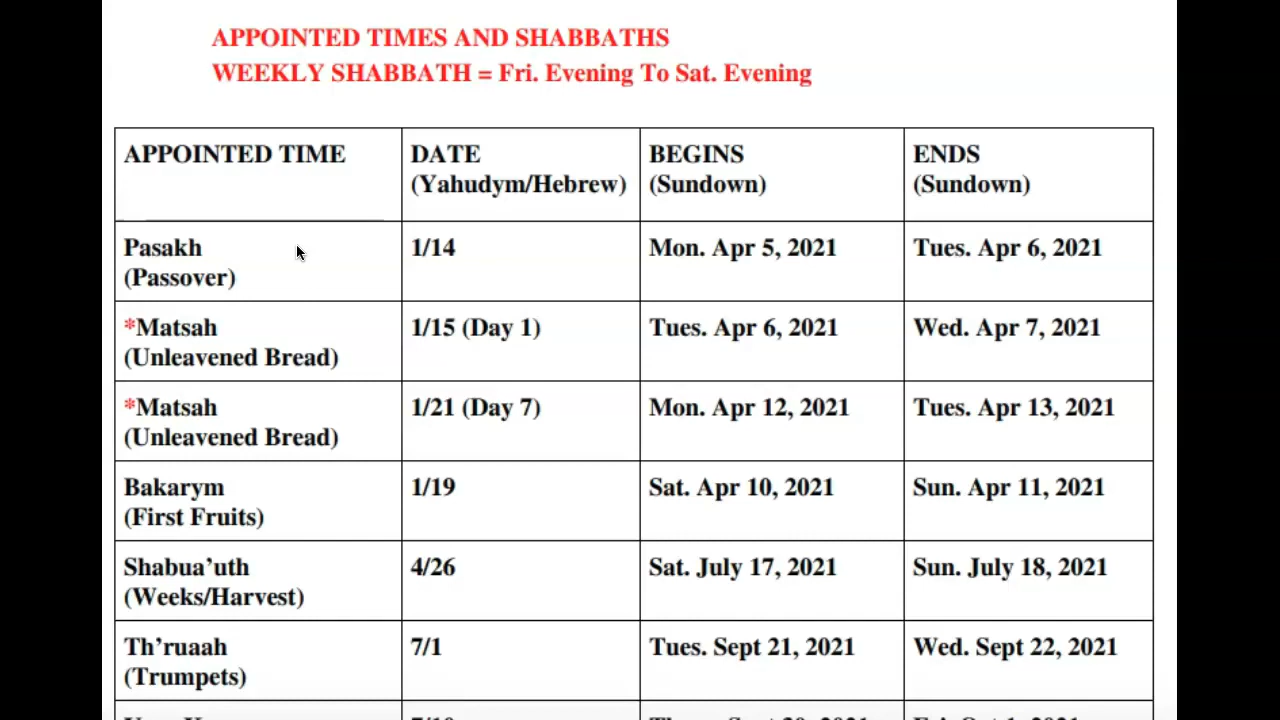 APPOINTED TIMES AND SHABBATHS
WEEKLY SHABBATH = Fri. Evening To Sat. Evening
APPOINTED TIME
DATE
(Yahudym/Hebrew)
BEGINS
(Sundown)
ENDS
(Sundown)
Pasakh
(Passover)
1/14
Mon. Apr 5, 2021
Tues. Apr 6, 2021
*Matsah
(Unleavened Bread)
1/15 (Day 1)
Tues. Apr 6, 2021
Wed. Apr 7, 2021
*Matsah
(Unleavened Bread)
1/21 (Day 7)
Mon. Apr 12, 2021
Tues. Apr 13, 2021
Bakarym
(First Fruits)
1/19
Sat. Apr 10, 2021
Sun. Apr 11, 2021
Shabua’uth
(Weeks/Harvest)
4/26
Sat. July 17, 2021
Sun. July 18, 2021
Th’ruaah
(Trumpets)
7/1
Tues. Sept 21, 2021
Wed. Sept 22, 2021